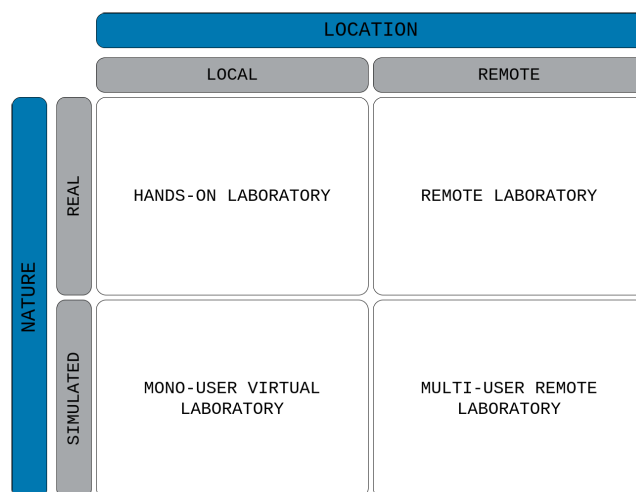 LOCATION
LOCAL
REMOTE
NATURE
REAL
HANDS-ON LABORATORY
REMOTE LABORATORY
SIMULATED
MONO-USER VIRTUAL
LABORATORY
MULTI-USER REMOTE
LABORATORY